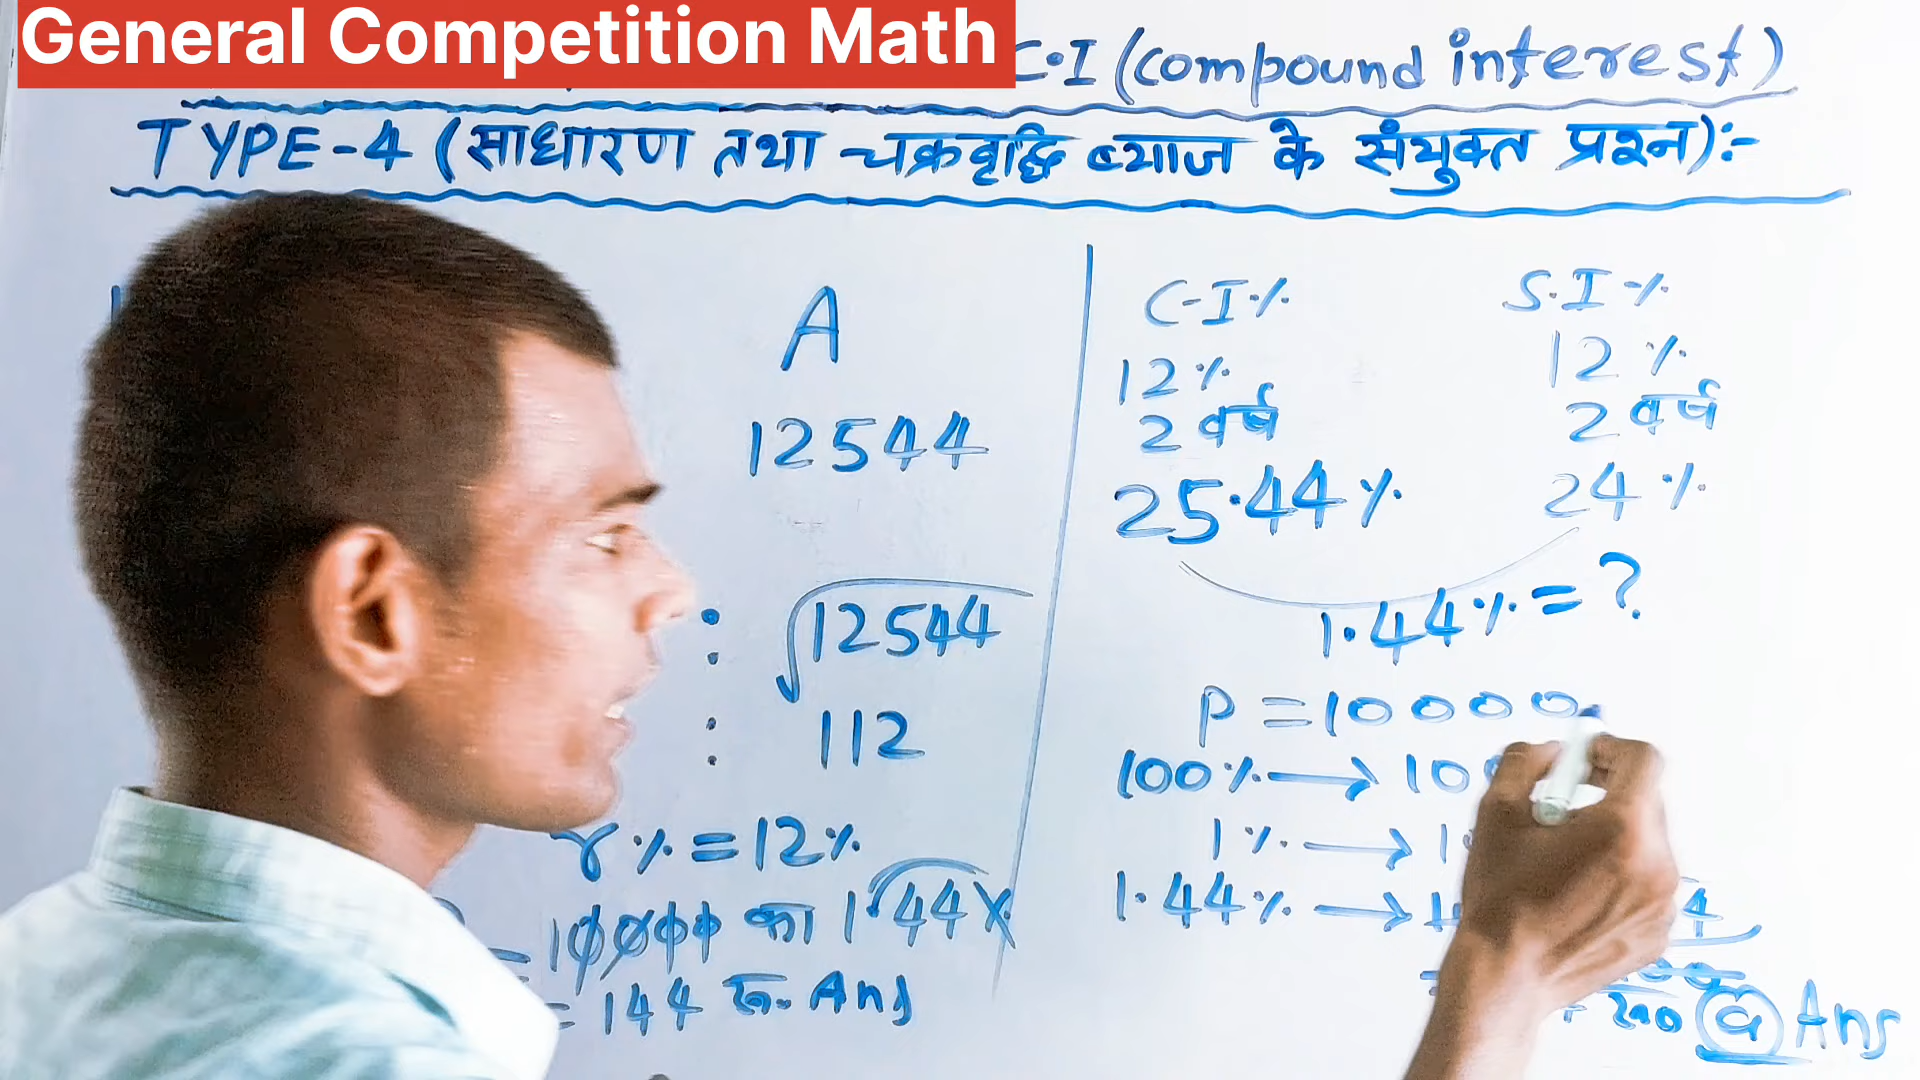 General Competition Math
C.I (compound interest)
TYPE-4 (साधारण तथा चक्रवृद्धि ब्याज के संयुक्त प्रश्न):-
A
12544
: √12544
: 112
r% = 12%
= 10000 का 1.44%
= 144 रु. Ans
C.I.% S.I.%
12% 12%
2 वर्ष 2 वर्ष
25.44% 24%
1.44% = ?
P = 10000
100% → 10
1% → 1
1.44% →
4
a Ans